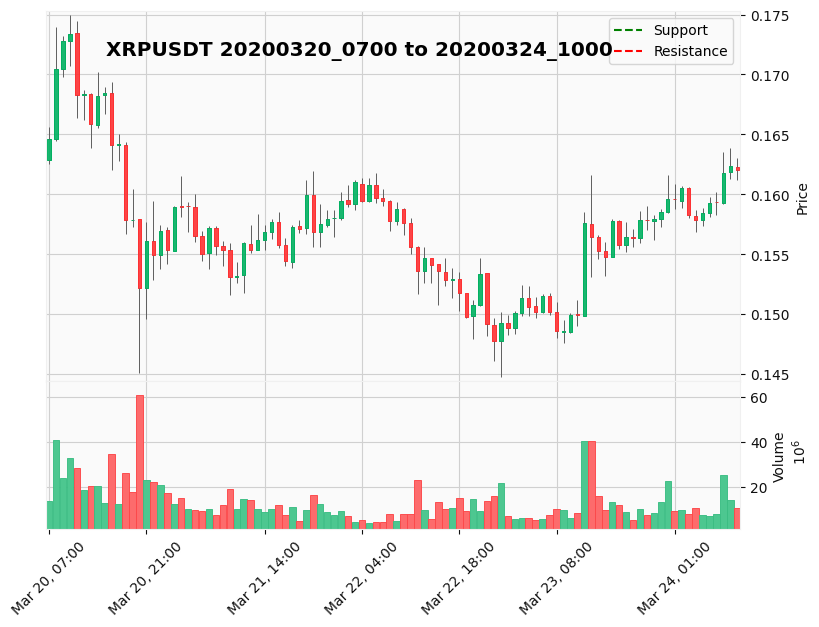 XRPUSDT 20200320_0700 to 20200324_1000
Support
Resistance
0.175
0.170
0.165
0.160
0.155
0.150
0.145
Price
60
40
20
Volume
10^6
Mar 20, 07:00
Mar 20, 21:00
Mar 21, 14:00
Mar 22, 04:00
Mar 22, 18:00
Mar 23, 08:00
Mar 24, 01:00